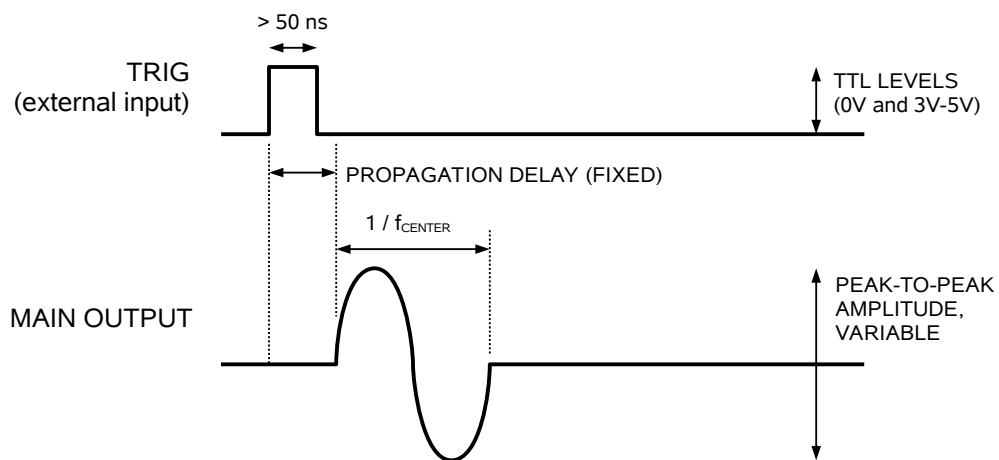 > 50 ns
TRIG
(external input)
TTL LEVELS
(0V and 3V-5V)
PROPAGATION DELAY (FIXED)
1 / fCENTER
MAIN OUTPUT
PEAK-TO-PEAK
AMPLITUDE,
VARIABLE